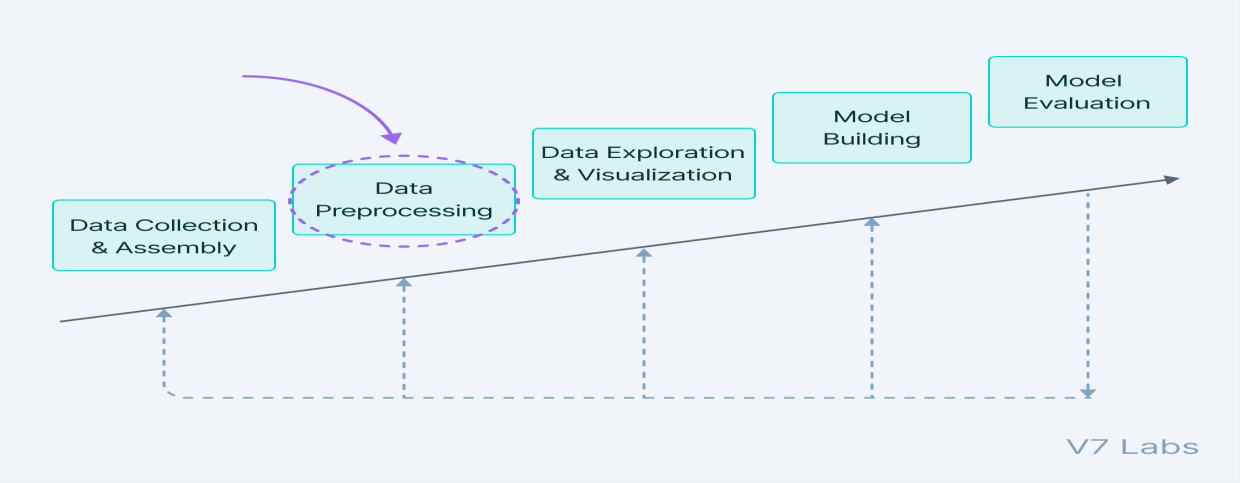 Data Collection
& Assembly
Data
Preprocessing
Data Exploration
& Visualization
Model
Building
Model
Evaluation
V7 Labs